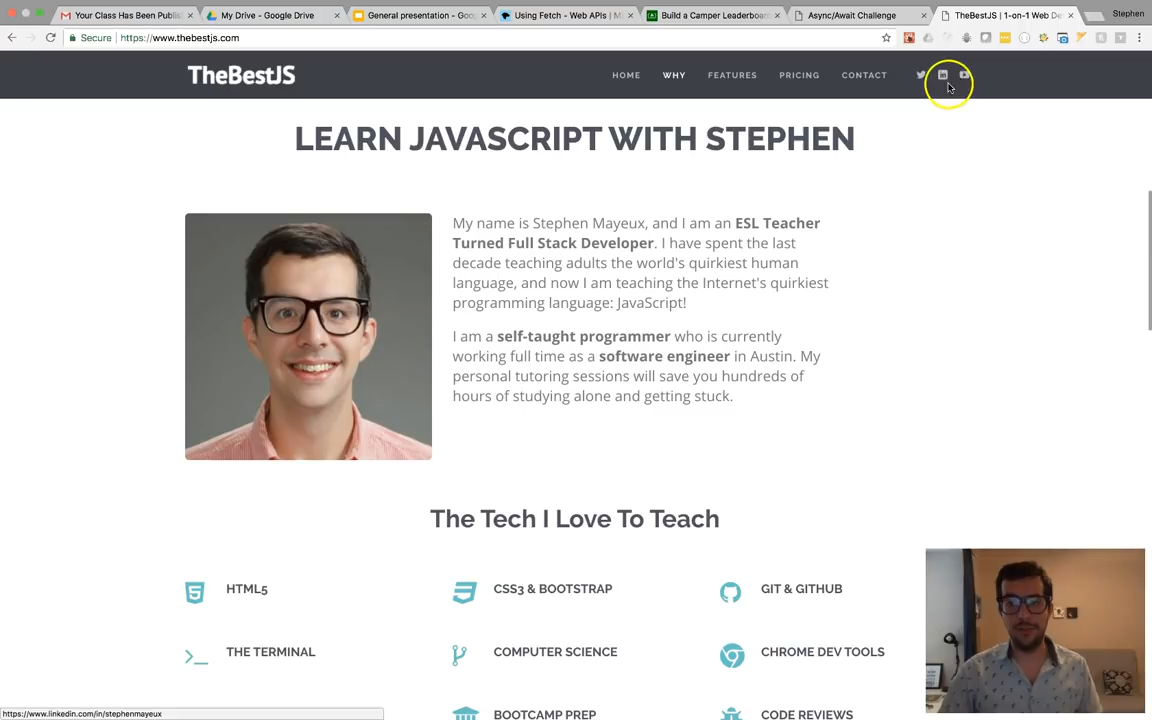 Your Class Has Been Publis
My Drive - Google Drive
General presentation - Goo
Using Fetch - Web APIs | M
Build a Camper Leaderboar
Async/Await Challenge
TheBestJS | 1-on-1 Web De
Stephen
Secure
https://www.thebestjs.com
TheBestJS
HOME
WHY
FEATURES
PRICING
CONTACT
LEARN JAVASCRIPT WITH STEPHEN
My name is Stephen Mayeux, and I am an ESL Teacher
Turned Full Stack Developer. I have spent the last
decade teaching adults the world's quirkiest human
language, and now I am teaching the Internet's quirkiest
programming language: JavaScript!
I am a self-taught programmer who is currently
working full time as a software engineer in Austin. My
personal tutoring sessions will save you hundreds of
hours of studying alone and getting stuck.
The Tech I Love To Teach
HTML5
CSS3 & BOOTSTRAP
GIT & GITHUB
THE TERMINAL
COMPUTER SCIENCE
CHROME DEV TOOLS
BOOTCAMP PREP
CODE REVIEWS
https://www.linkedin.com/in/stephenmayeux